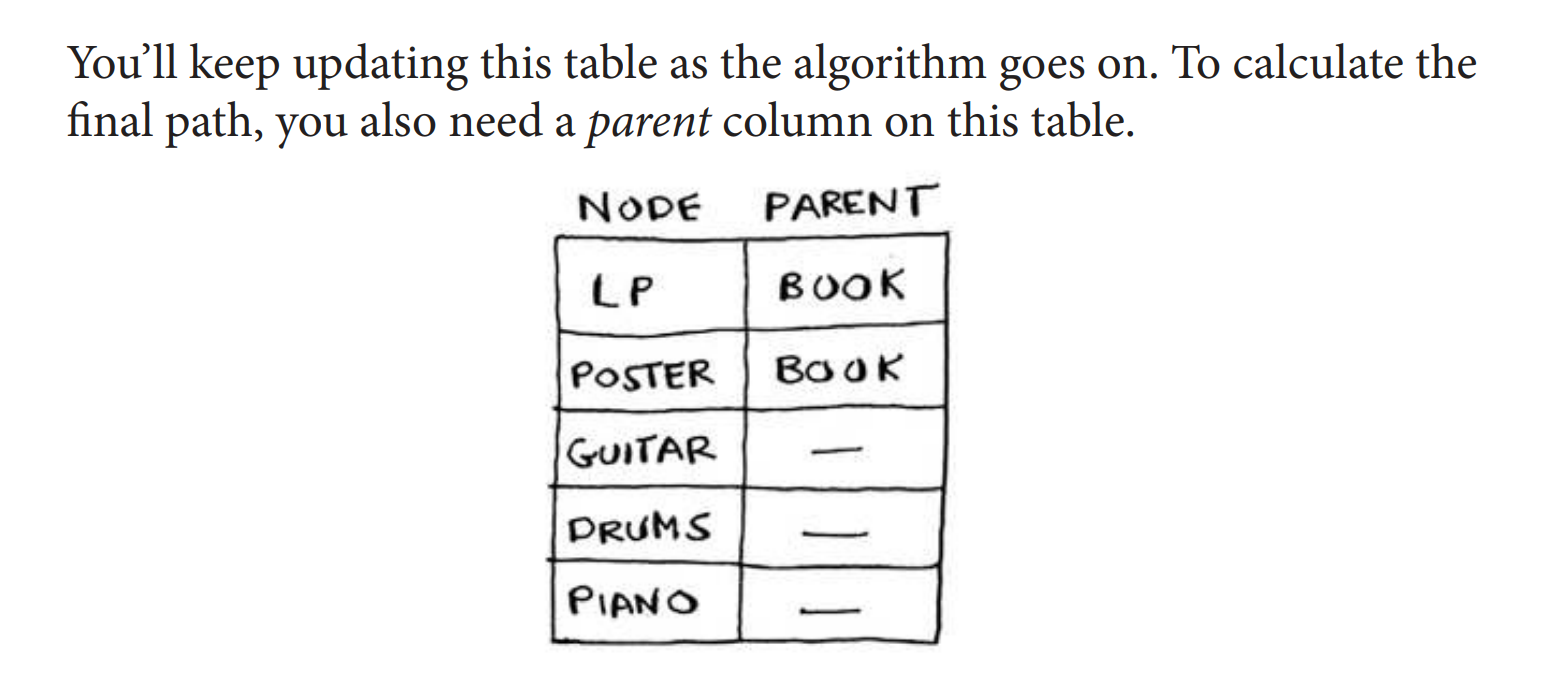 You’ll keep updating this table as the algorithm goes on. To calculate the
final path, you also need a parent column on this table.
NODE PARENT
LP BOOK
POSTER BOOK
GUITAR —
DRUMS —
PIANO —